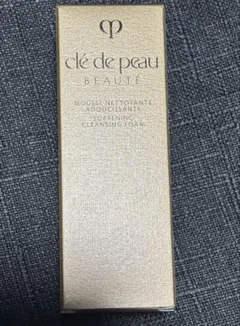 clé de peau
BEAUTÉ
MOUSSE NETTOYANTE
ADOUCISSANTE
SOFTENING
CLEANSING FOAM